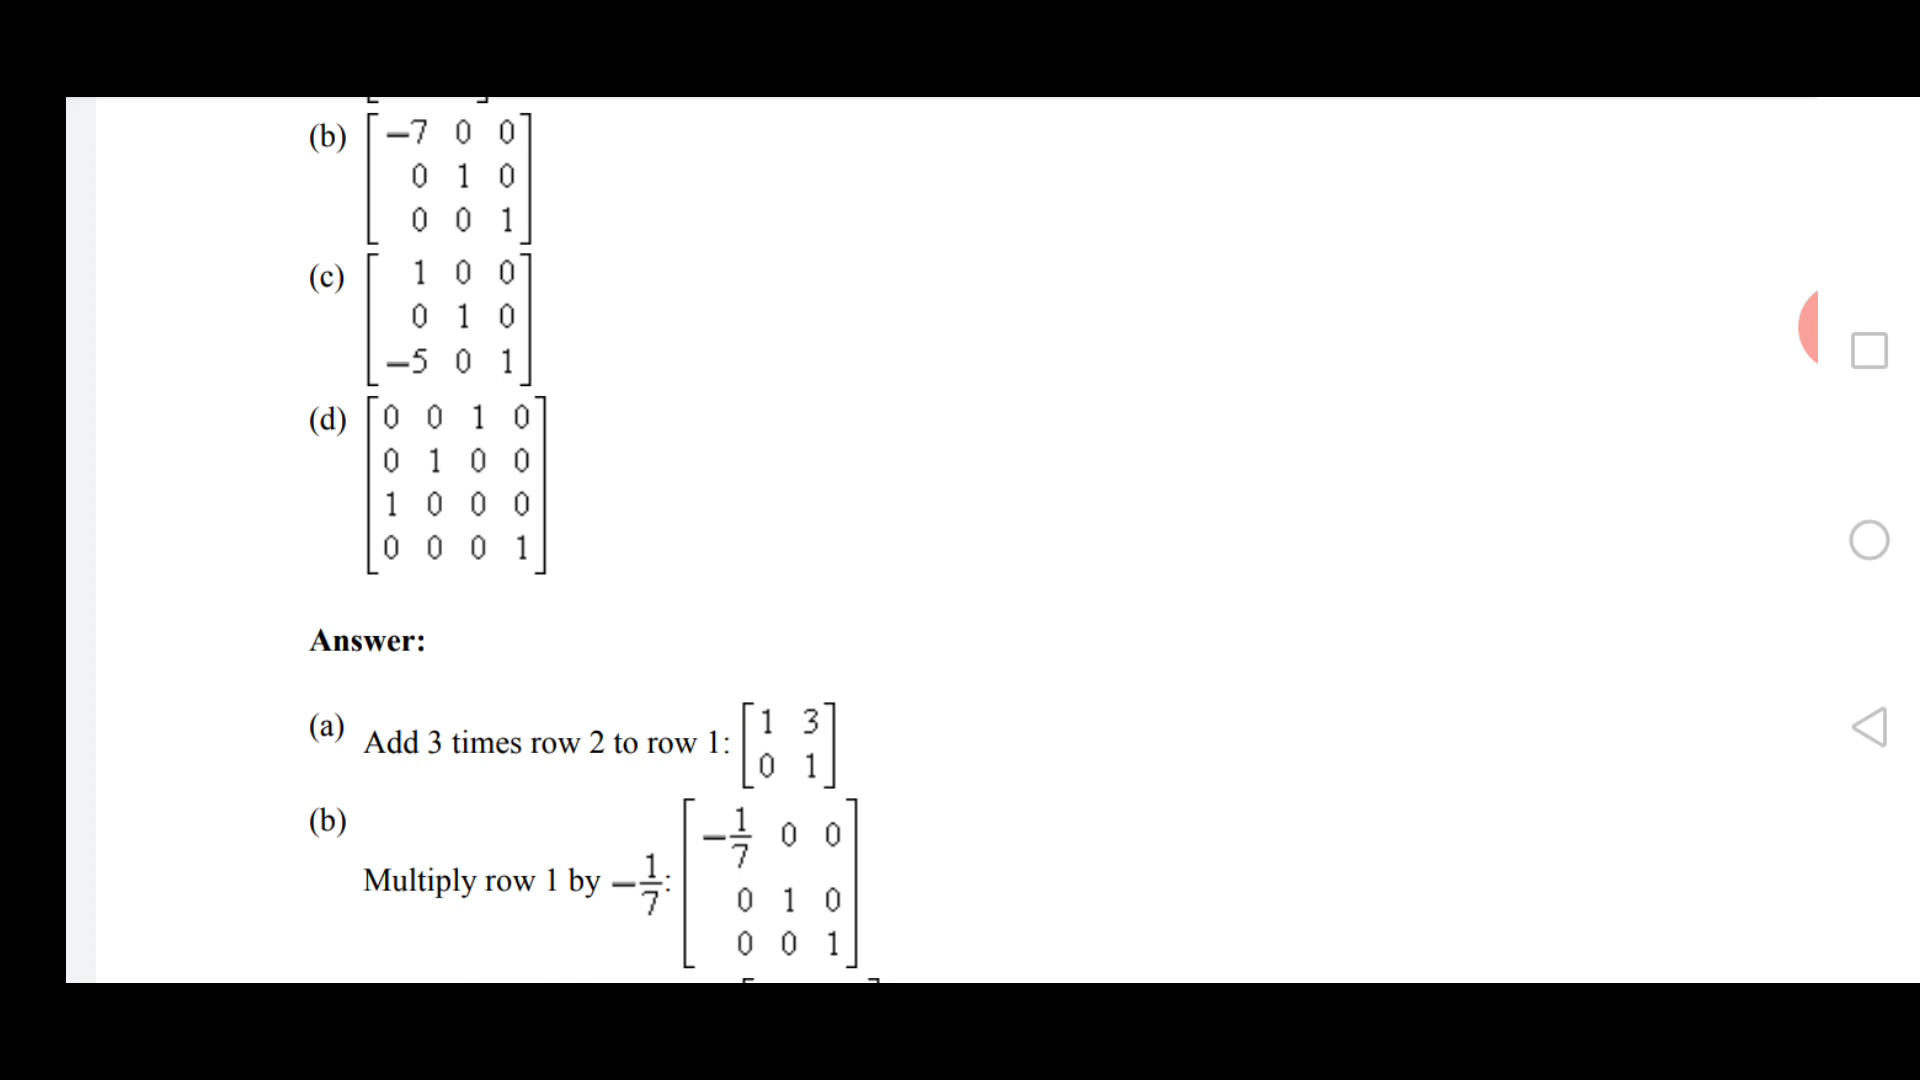 (b) [−7 0 0
0 1 0
0 0 1]
(c) [1 0 0
0 1 0
−5 0 1]
(d) [0 0 1 0
0 1 0 0
1 0 0 0
0 0 0 1]
Answer:
(a) Add 3 times row 2 to row 1: [1 3
0 1]
(b)
Multiply row 1 by −1/7: [−1/7 0 0
0 1 0
0 0 1]